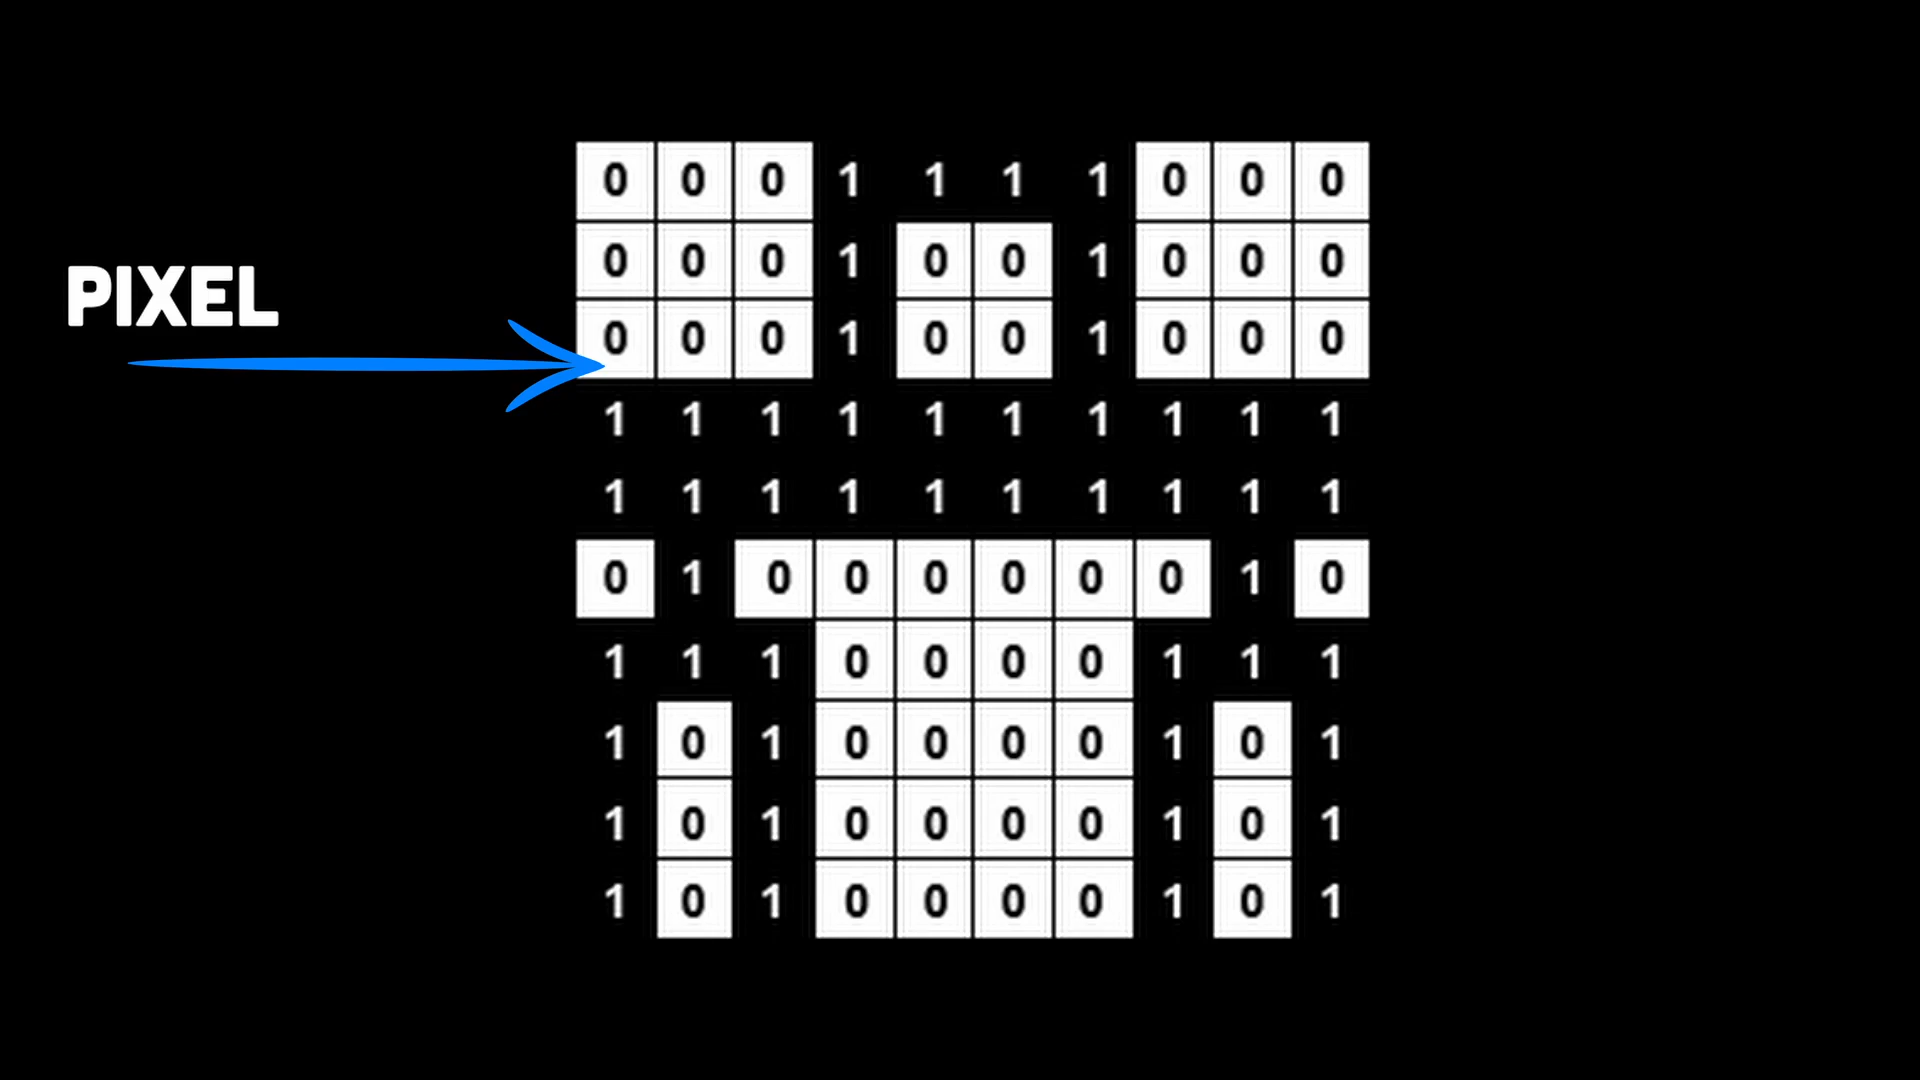 PIXEL
0 0 0 1 1 1 1 0 0 0
0 0 0 1 0 0 1 0 0 0
0 0 0 1 0 0 1 0 0 0
1 1 1 1 1 1 1 1 1 1
1 1 1 1 1 1 1 1 1 1
0 1 0 0 0 0 0 0 1 0
1 1 1 0 0 0 0 1 1 1
1 0 1 0 0 0 0 1 0 1
1 0 1 0 0 0 0 1 0 1
1 0 1 0 0 0 0 1 0 1